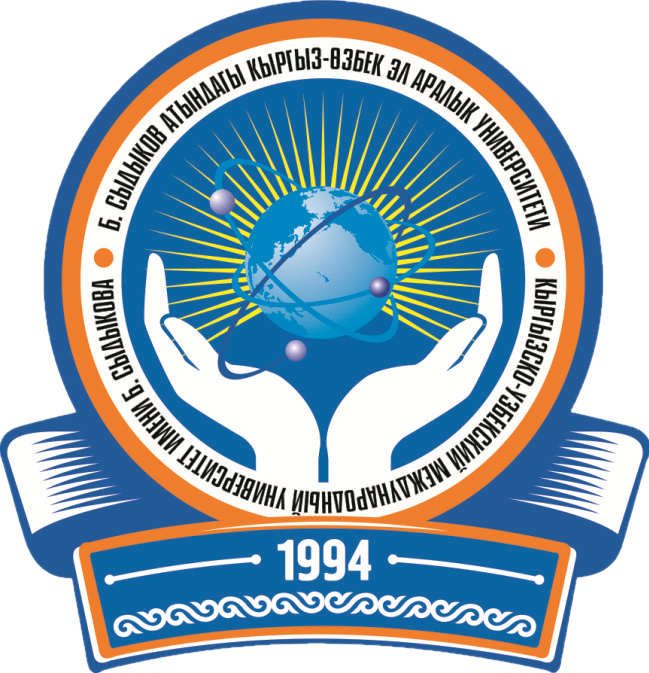 Б. СЫДЫКОВ АТЫНДАГЫ КЫРГЫЗ-ӨЗБЕК ЭЛ АРАЛЫК УНИВЕРСИТЕТИ
КЫРГЫЗСКО-УЗБЕКСКИЙ МЕЖДУНАРОДНЫЙ УНИВЕРСИТЕТ ИМЕНИ Б. СЫДЫКОВА
1994